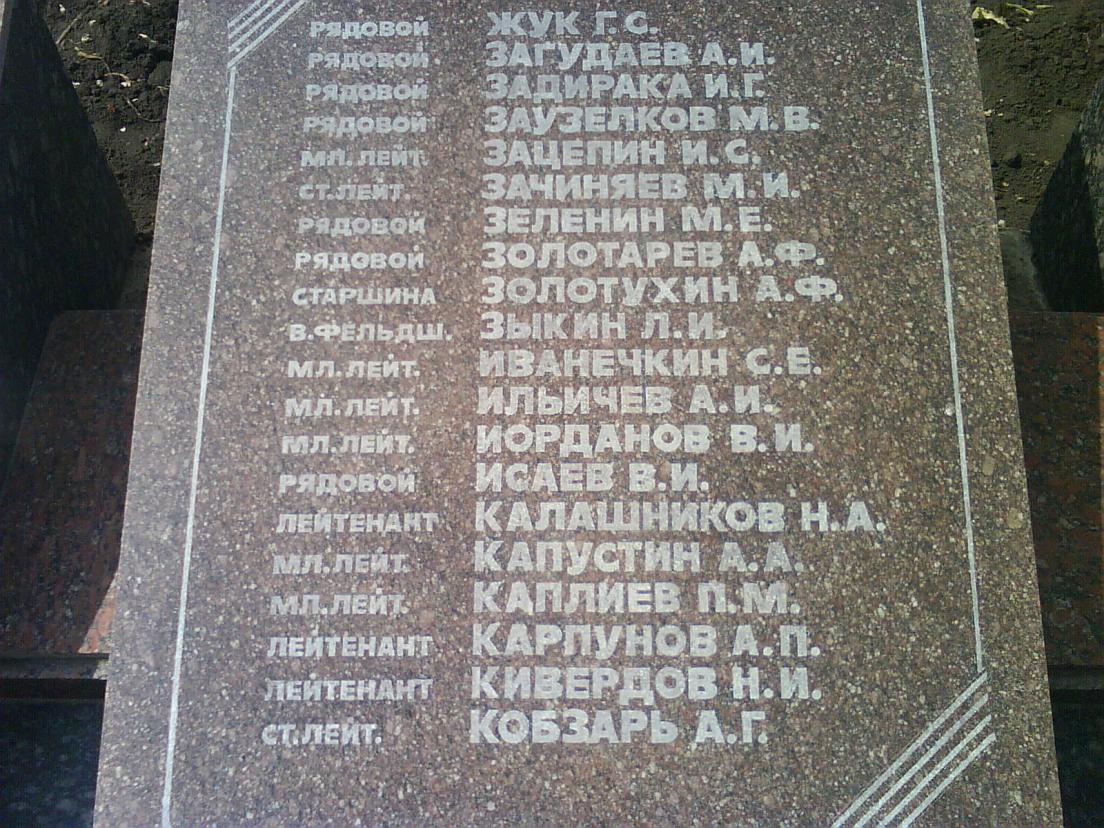 РЯДОВОЙ ЖУК Г.С.
РЯДОВОЙ ЗАГУДАЕВ А.И.
РЯДОВОЙ ЗАДИРАКА И.Г.
РЯДОВОЙ ЗАУЗЕЛКОВ М.В.
МЛ.ЛЕЙТ. ЗАЦЕПИН И.С.
СТ.ЛЕЙТ. ЗАЧИНЯЕВ М.И.
РЯДОВОЙ ЗЕЛЕНИН М.Е.
РЯДОВОЙ ЗОЛОТАРЕВ А.Ф.
СТАРШИНА ЗОЛОТУХИН А.Ф.
В.ФЕЛЬДШ. ЗЫКИН Л.И.
МЛ.ЛЕЙТ. ИВАНЕЧКИН С.Е.
МЛ.ЛЕЙТ. ИЛЬИЧЕВ А.И.
МЛ.ЛЕЙТ. ИОРДАНОВ В.И.
РЯДОВОЙ ИСАЕВ В.И.
ЛЕЙТЕНАНТ КАЛАШНИКОВ Н.А.
МЛ.ЛЕЙТ. КАПУСТИН А.А.
МЛ.ЛЕЙТ. КАПЛИЕВ П.М.
ЛЕЙТЕНАНТ КАРПУНОВ А.П.
ЛЕЙТЕНАНТ КИВЕРДОВ Н.И.
СТ.ЛЕЙТ. КОБЗАРЬ А.Г.